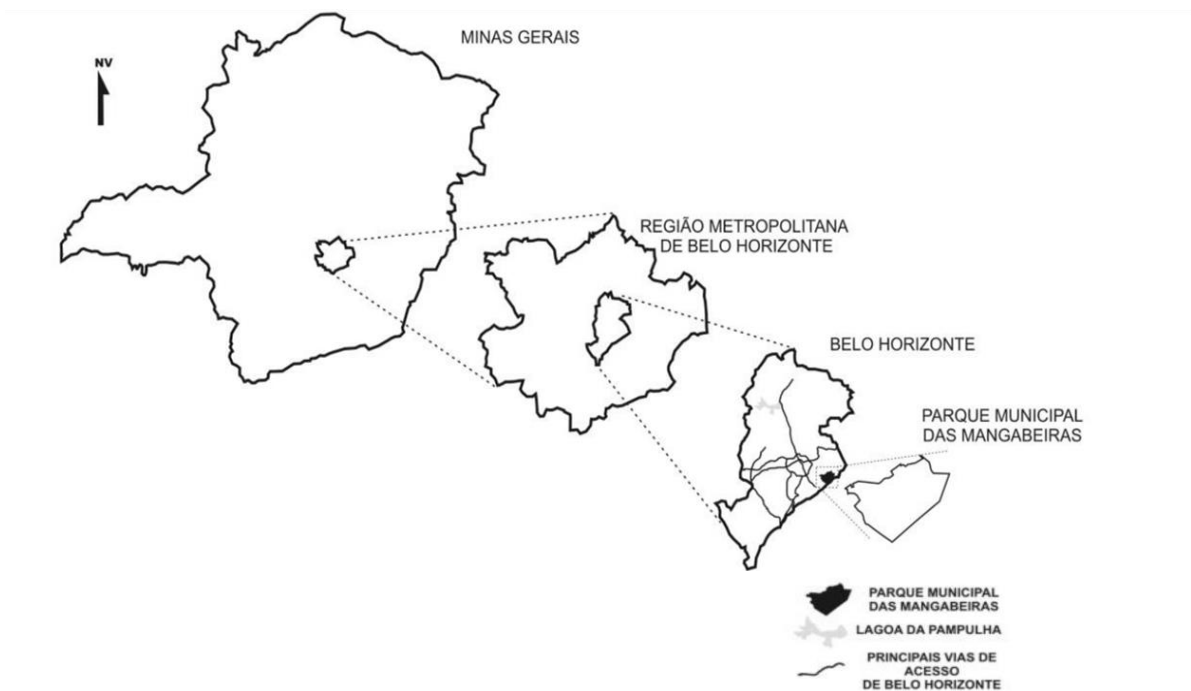 MINAS GERAIS
NV
REGIÃO METROPOLITANA
DE BELO HORIZONTE
BELO HORIZONTE
PARQUE MUNICIPAL
DAS MANGABEIRAS
PARQUE MUNICIPAL
DAS MANGABEIRAS
LAGOA DA PAMPULHA
PRINCIPAIS VIAS DE
ACESSO
DE BELO HORIZONTE